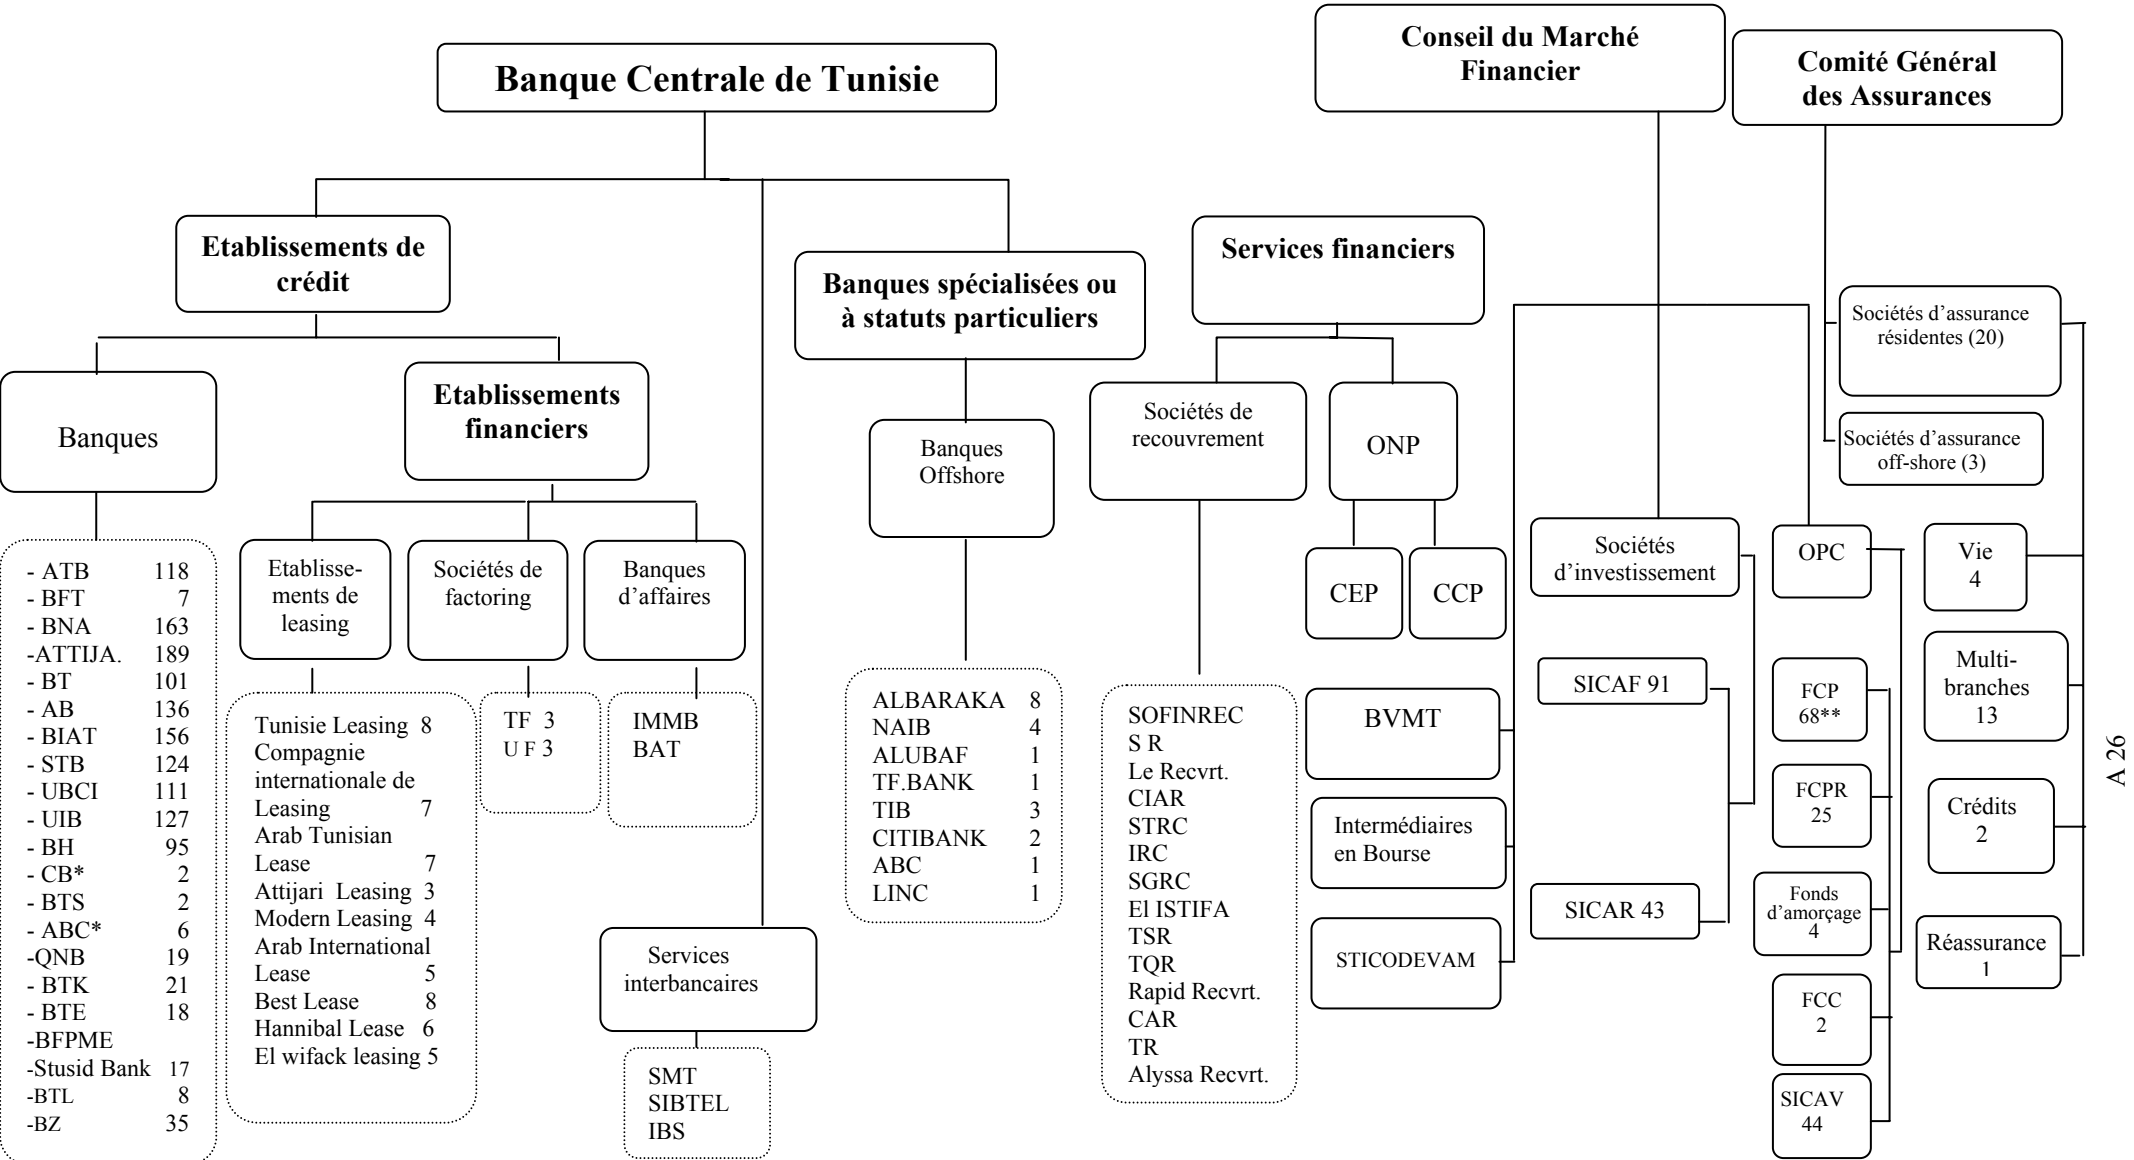 Banque Centrale de Tunisie
Conseil du Marché
Financier
Comité Général
des Assurances
Etablissements de
crédit
Banques spécialisées ou
à statuts particuliers
Services financiers
Banques
Etablissements
financiers
Banques
Offshore
Sociétés de
recouvrement
ONP
CEP
CCP
Sociétés d’assurance
résidentes (20)
Sociétés d’assurance
off-shore (3)
- ATB 118
- BFT 7
- BNA 163
-ATTIJA. 189
- BT 101
- AB 136
- BIAT 156
- STB 124
- UBCI 111
- UIB 127
- BH 95
- CB* 2
- BTS 2
- ABC* 6
-QNB 19
- BTK 21
- BTE 18
-BFPME
-Stusid Bank 17
-BTL 8
-BZ 35
Etablisse-
ments de
leasing
Sociétés de
factoring
Banques
d’affaires
Tunisie Leasing 8
Compagnie
internationale de
Leasing 7
Arab Tunisian
Lease 7
Attijari Leasing 3
Modern Leasing 4
Arab International
Lease 5
Best Lease 8
Hannibal Lease 6
El wifack leasing 5
TF 3
U F 3
IMMB
BAT
Services
interbancaires
SMT
SIBTEL
IBS
ALBARAKA 8
NAIB 4
ALUBAF 1
TF.BANK 1
TIB 3
CITIBANK 2
ABC 1
LINC 1
SOFINREC
S R
Le Recvrt.
CIAR
STRC
IRC
SGRC
El ISTIFA
TSR
TQR
Rapid Recvrt.
CAR
TR
Alyssa Recvrt.
BVMT
Intermédiaires
en Bourse
STICODEVAM
Sociétés
d’investissement
SICAF 91
SICAR 43
OPC
FCP
68**
FCPR
25
Fonds
d’amorçage
4
FCC
2
SICAV
44
Vie
4
Multi-
branches
13
Crédits
2
Réassurance
1
A 26